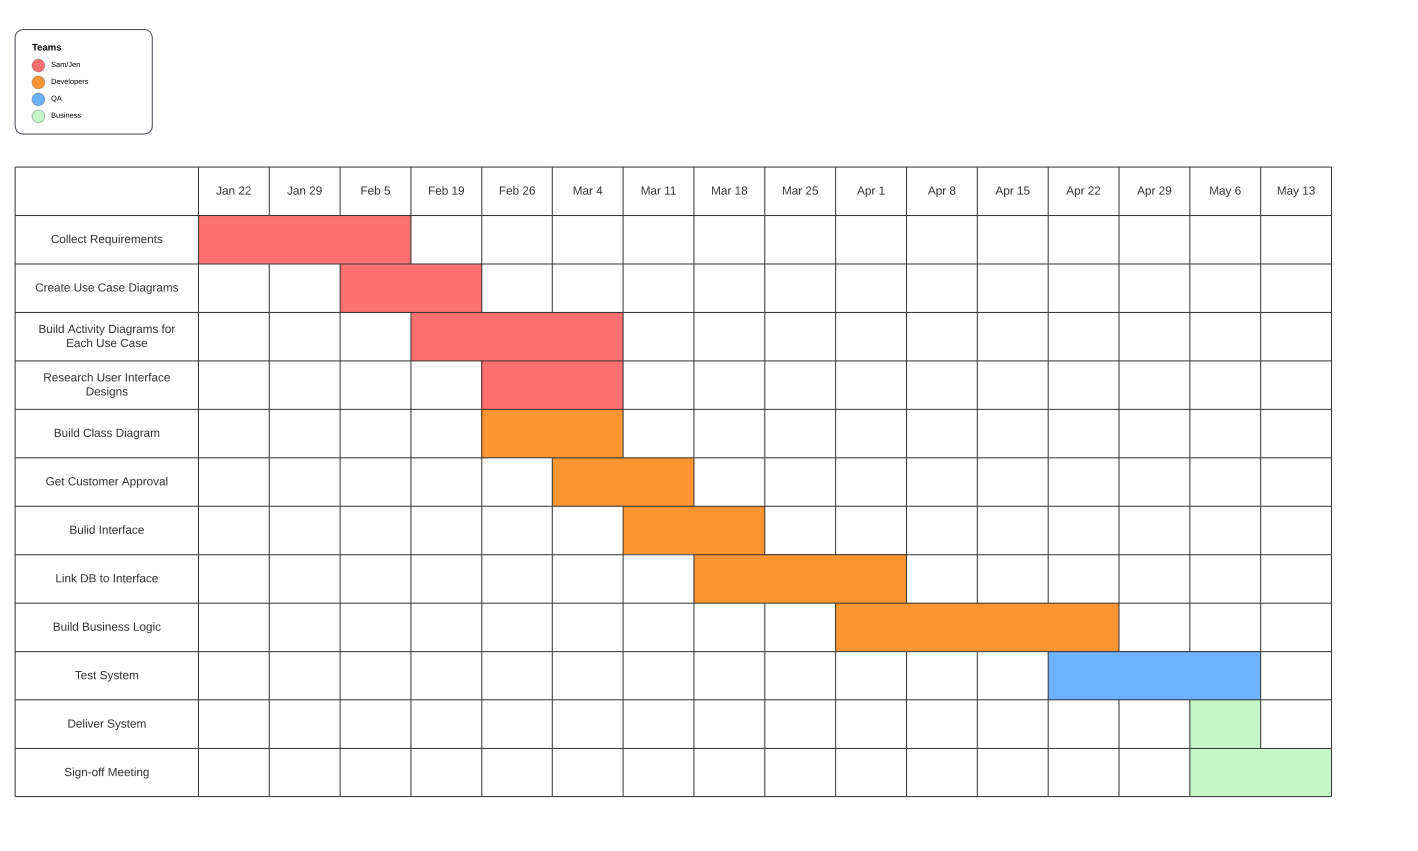 Teams
Sam/Jen
Developers
QA
Business
Jan 22 Jan 29 Feb 5 Feb 19 Feb 26 Mar 4 Mar 11 Mar 18 Mar 25 Apr 1 Apr 8 Apr 15 Apr 22 Apr 29 May 6 May 13
Collect Requirements
Create Use Case Diagrams
Build Activity Diagrams for
Each Use Case
Research User Interface
Designs
Build Class Diagram
Get Customer Approval
Bulid Interface
Link DB to Interface
Build Business Logic
Test System
Deliver System
Sign-off Meeting